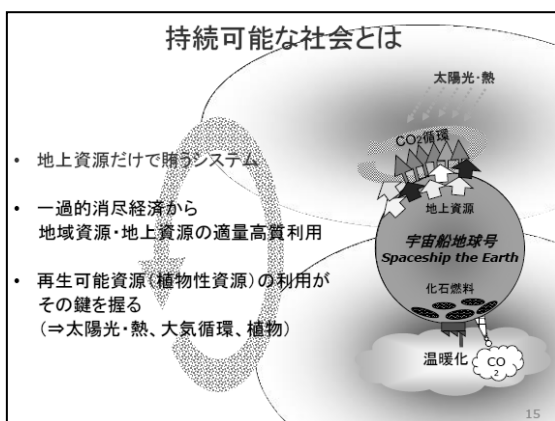 持続可能な社会とは
太陽光・熱
CO2循環
• 地上資源だけで賄うシステム
• 一過的消尽経済から
地域資源・地上資源の適量高質利用
• 再生可能資源(植物性資源)の利用が
その鍵を握る
(⇒太陽光・熱、大気循環、植物)
地上資源
宇宙船地球号
Spaceship the Earth
化石燃料
温暖化
CO
2
15